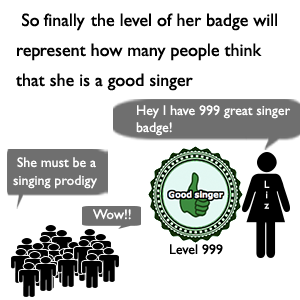 So finally the level of her badge will
represent how many people think
that she is a good singer
Hey I have 999 great singer
badge!
She must be a
singing prodigy
Wow!!
Good singer
Liz
Level 999